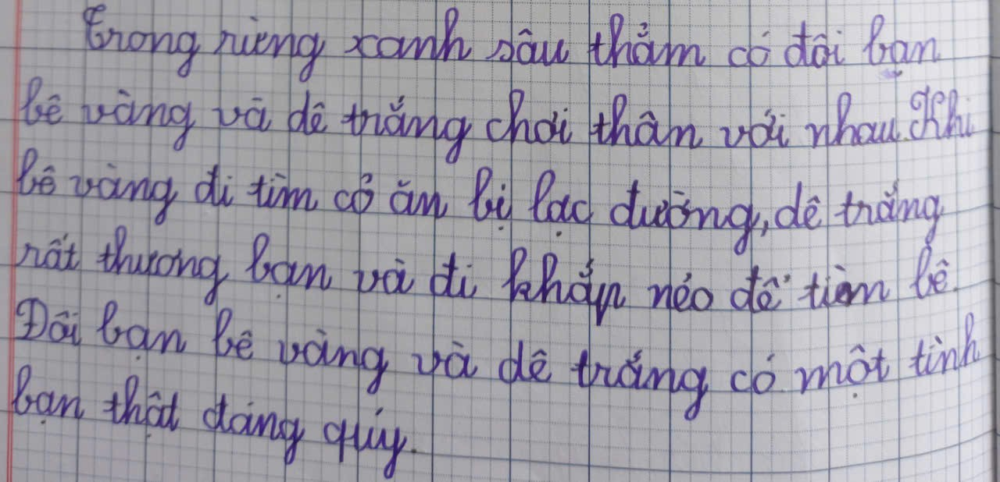 Trong rừng xanh sâu thẳm có đôi bạn
bê vàng và dê trắng chơi thân với nhau. Khi
bê vàng đi tìm cỏ ăn bị lạc đường, dê trắng
rất thương bạn và đi khắp nẻo để tìm bê.
Đôi bạn bê vàng và dê trắng có một tình
bạn thật đáng quý.